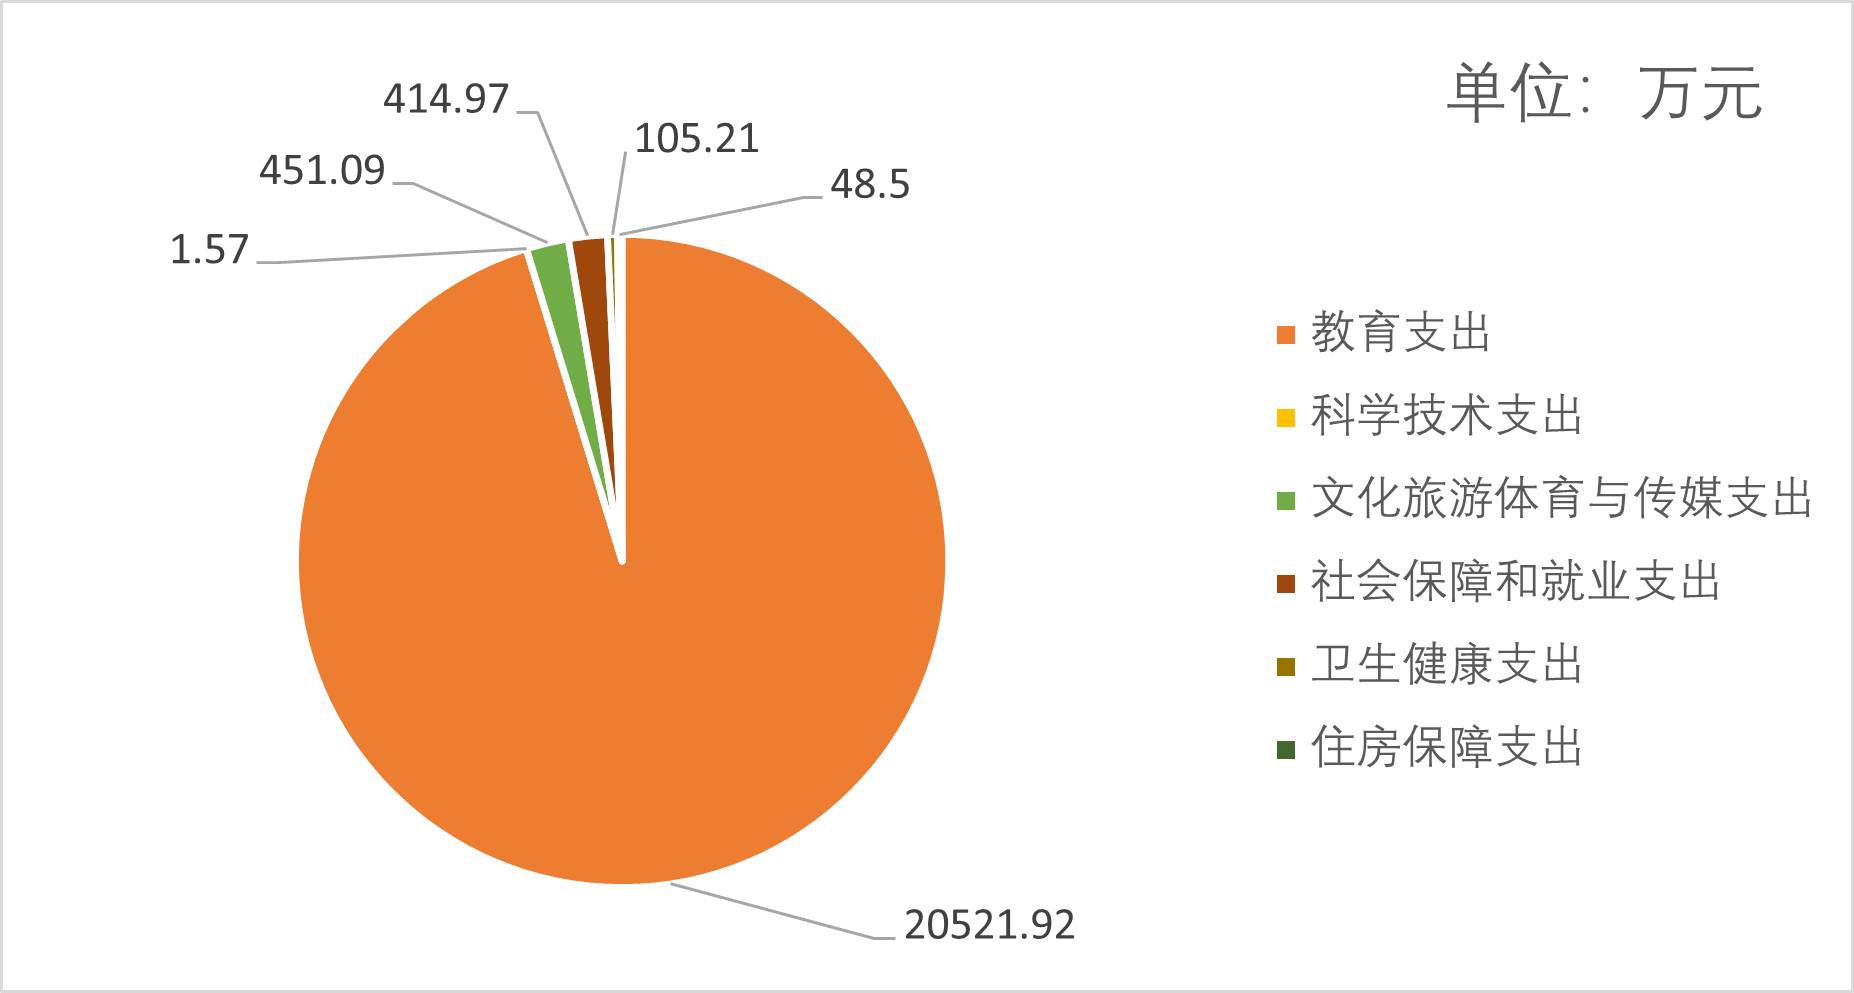 单位：万元
414.97
105.21
451.09
48.5
1.57
20521.92
教育支出
科学技术支出
文化旅游体育与传媒支出
社会保障和就业支出
卫生健康支出
住房保障支出